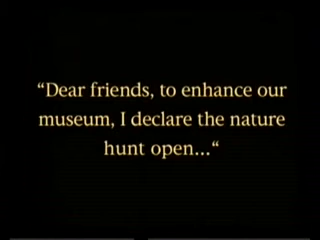 “Dear friends, to enhance our
museum, I declare the nature
hunt open...“